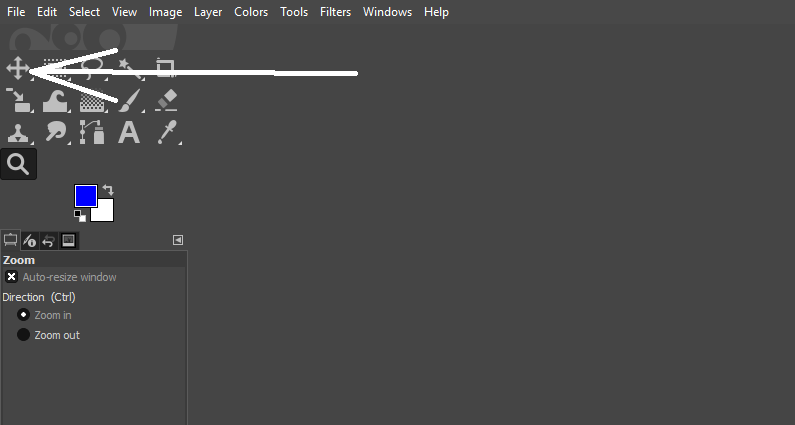 File Edit Select View Image Layer Colors Tools Filters Windows Help
A
Zoom
Auto-resize window
Direction (Ctrl)
Zoom in
Zoom out